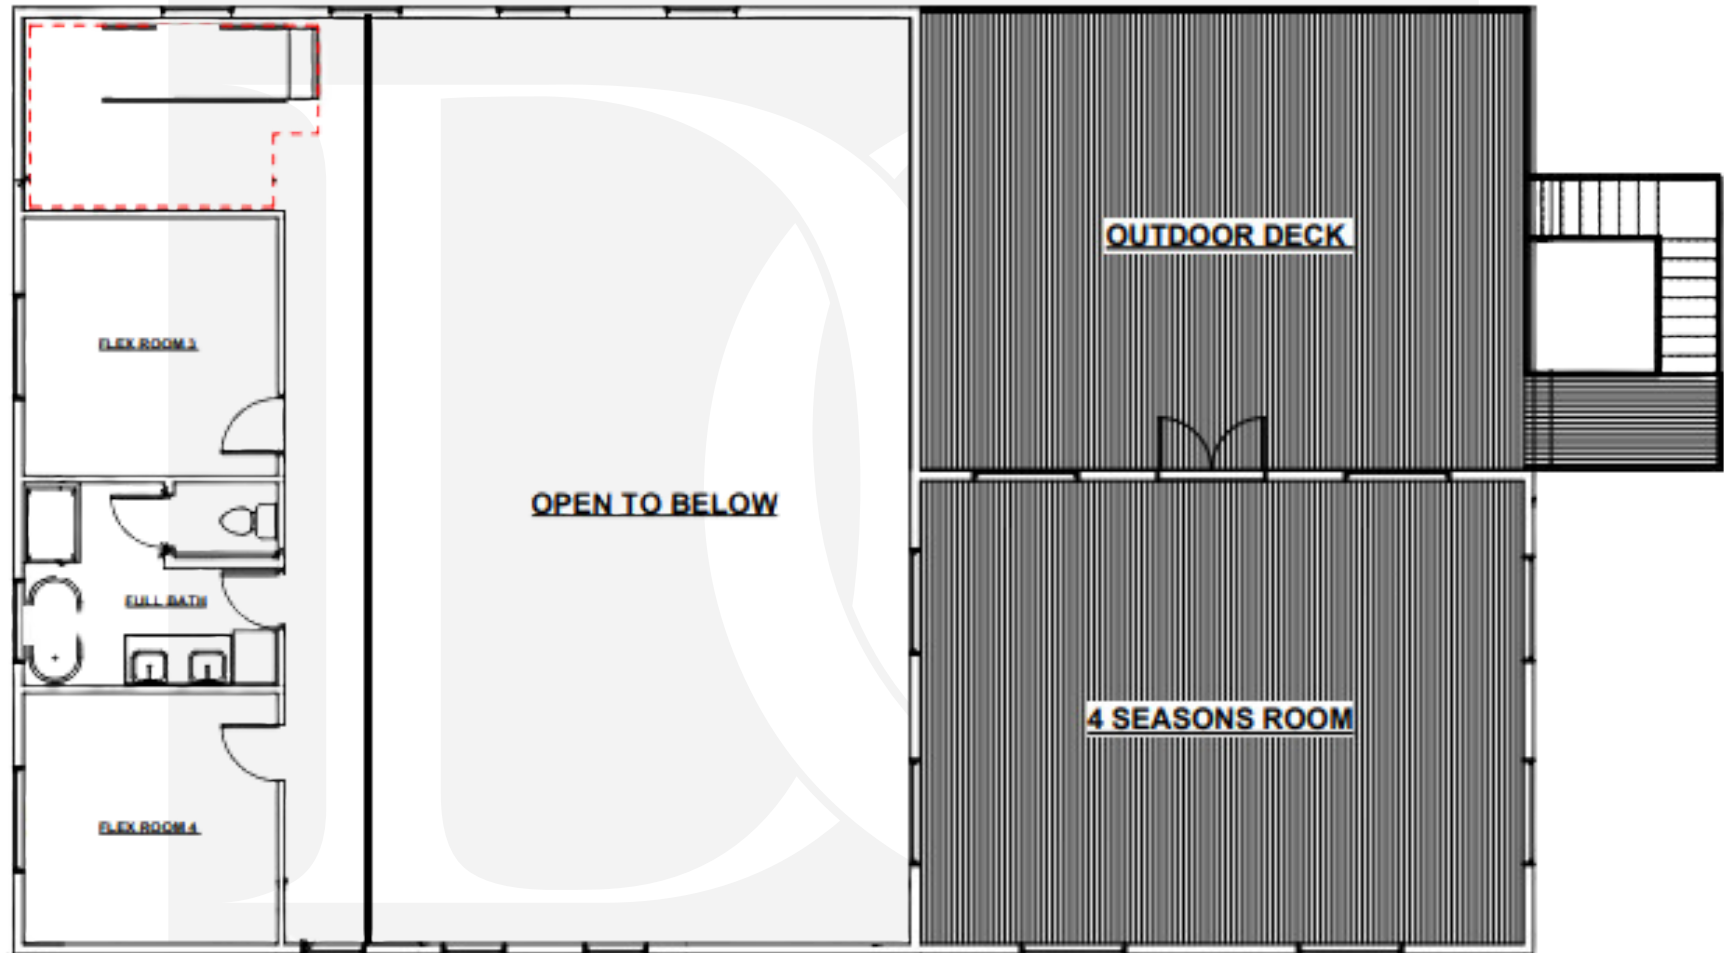 OUTDOOR DECK
FLEX ROOM 3
OPEN TO BELOW
FULL BATH
4 SEASONS ROOM
FLEX ROOM 4